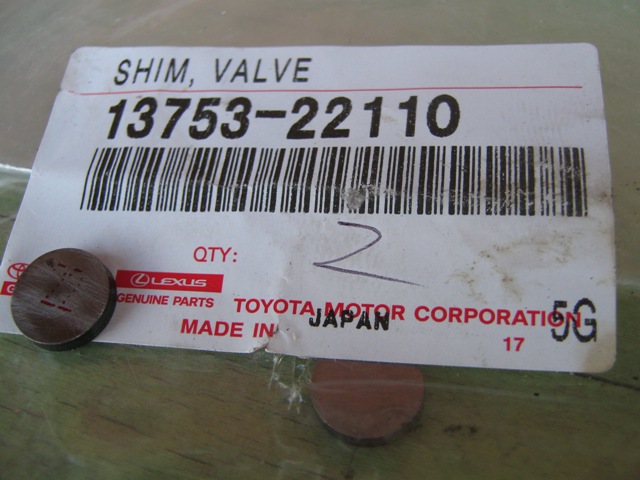 SHIM, VALVE
13753-22110
QTY: 2
LEXUS
GENUINE PARTS
TOYOTA MOTOR CORPORATION
MADE IN JAPAN
5G
17